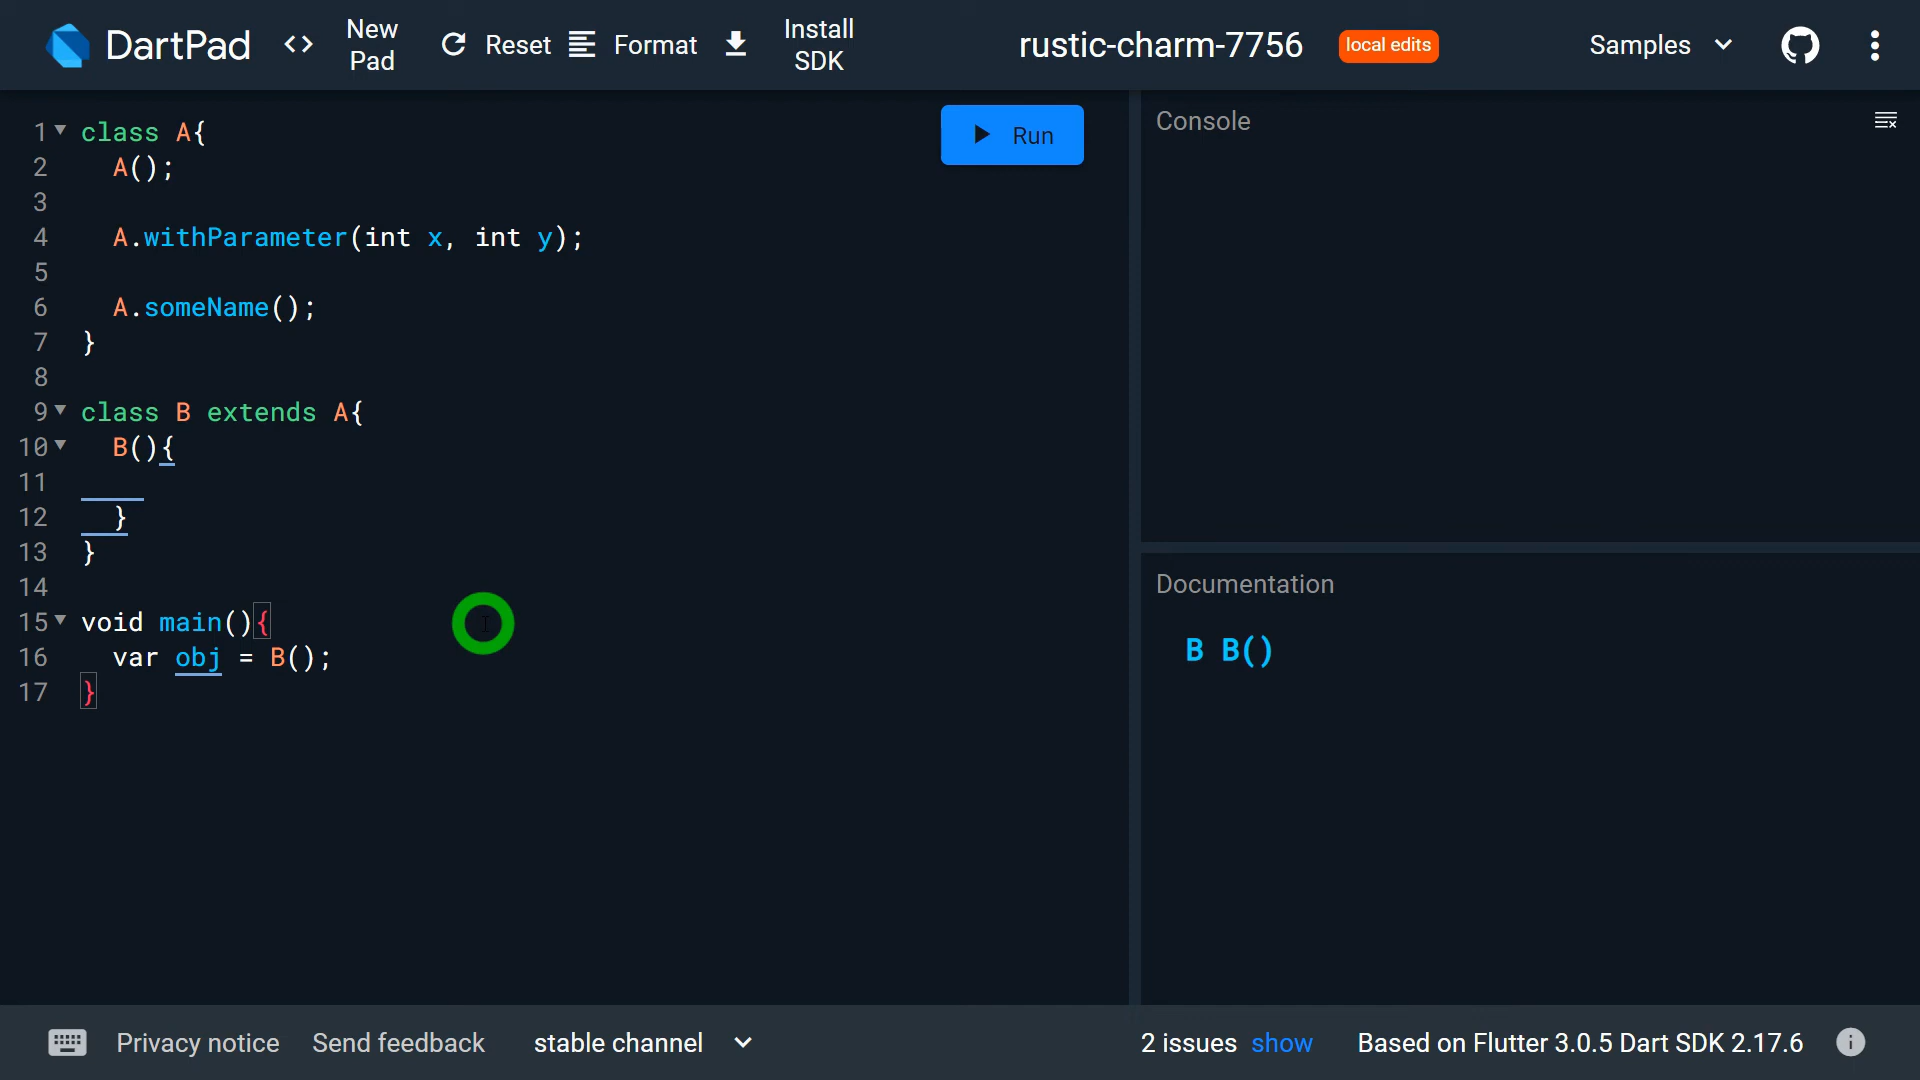 DartPad <> New Pad Reset Format Install SDK rustic-charm-7756 local edits Samples
1 class A{
2 A();
3
4 A.withParameter(int x, int y);
5
6 A.someName();
7 }
8
9 class B extends A{
10 B(){
11
12 }
13 }
14
15 void main(){
16 var obj = B();
17 }
Run
Console
Documentation
B B()
Privacy notice Send feedback stable channel 2 issues show Based on Flutter 3.0.5 Dart SDK 2.17.6